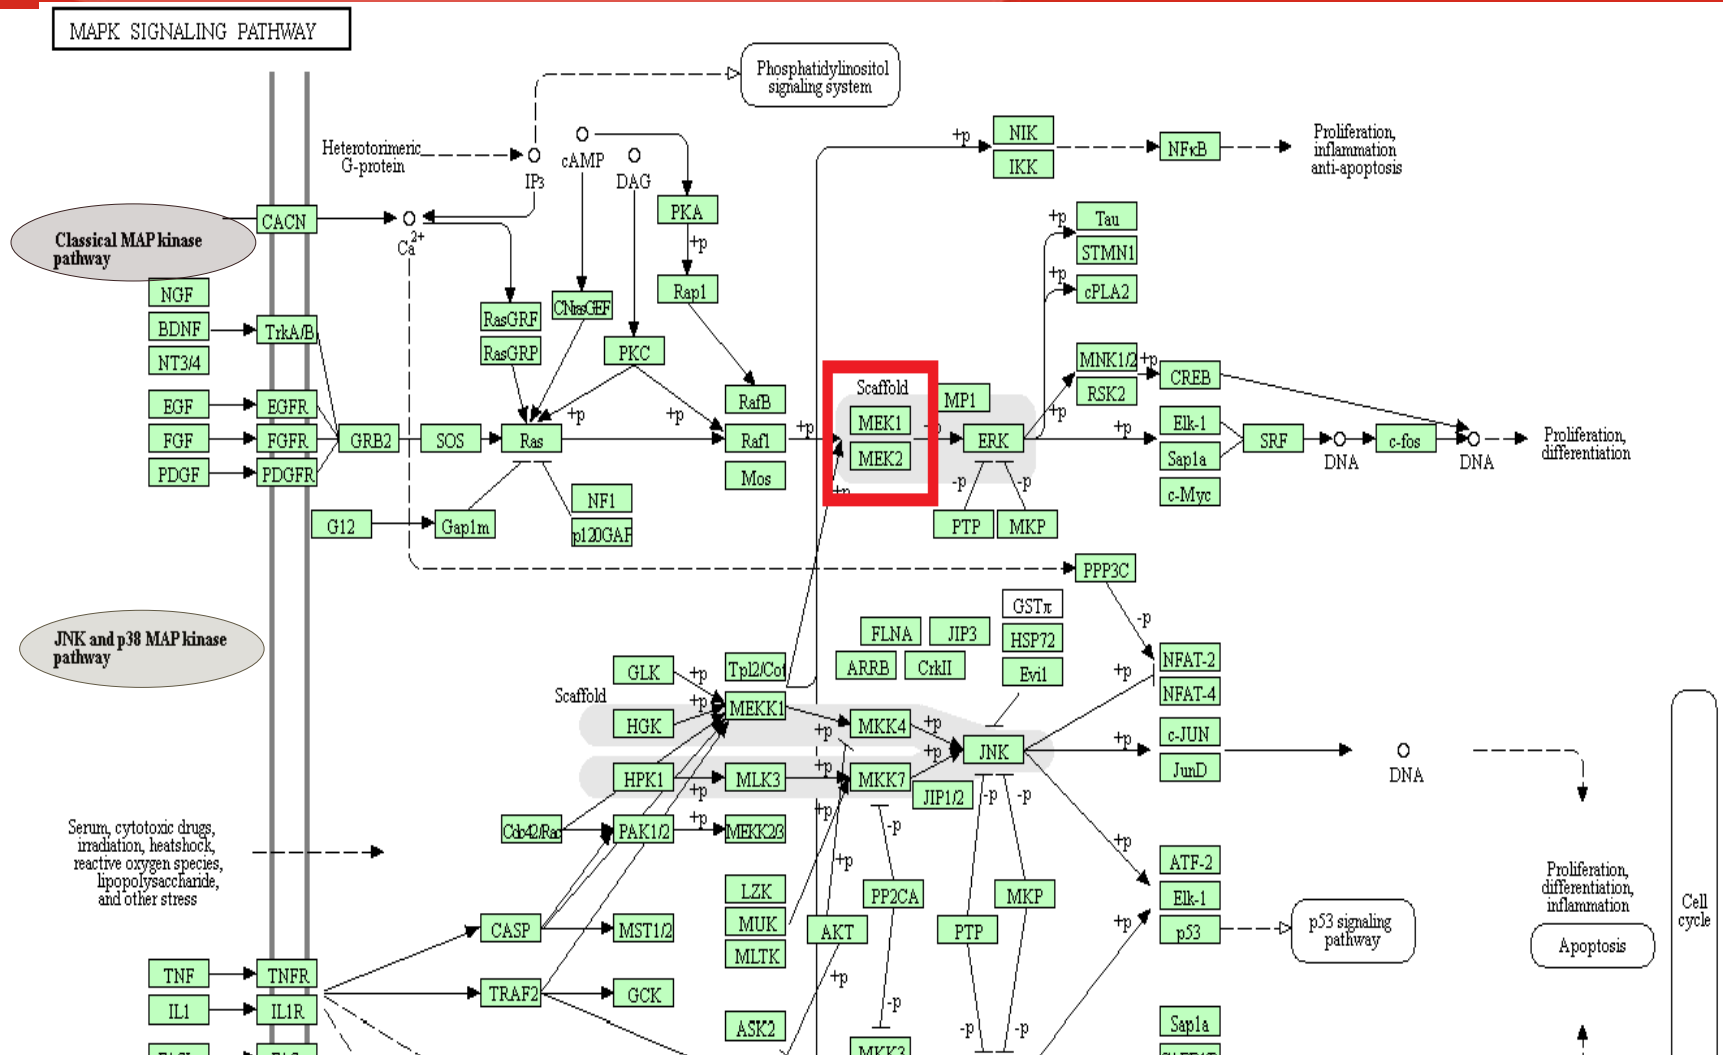 MAPK SIGNALING PATHWAY
Phosphatidylinositol
signaling system
Heterotorimeric
G-protein
IP3
cAMP
DAG
+p
NIK
IKK
NFκB
Proliferation,
inflammation
anti-apoptosis
Classical MAP kinase
pathway
CACN
Ca2+
PKA
+p
Rap1
+p
Tau
STMN1
+p
cPLA2
NGF
BDNF
NT3/4
TrkA/B
RasGRF
RasGRP
CNrasGEF
PKC
RafB
Scaffold
MP1
MNK1/2
+p
RSK2
CREB
EGF
EGFR
FGF
FGFR
PDGF
PDGFR
GRB2
SOS
Ras
+p
+p
Raf1
+p
Mos
MEK1
MEK2
ERK
+p
+p
Elk-1
Sap1a
c-Myc
SRF
DNA
c-fos
DNA
Proliferation,
differentiation
G12
Gap1m
NF1
p120GAP
+p
-p
-p
PTP
MKP
PPP3C
-p
JNK and p38 MAP kinase
pathway
FLNA
JIP3
GSTπ
HSP72
Evi1
ARRB
CrkII
Scaffold
GLK
+p
Tpl2/Cot
HGK
+p
MEKK1
+p
MKK4
+p
JNK
+p
NFAT-2
NFAT-4
+p
c-JUN
JunD
DNA
HPK1
+p
MLK3
+p
MKK7
+p
JIP1/2
-p
-p
Cdc42/Rac
PAK1/2
+p
MEKK2/3
+p
-p
+p
+p
ATF-2
Elk-1
p53
+p
p53 signaling
pathway
Serum, cytotoxic drugs,
irradiation, heatshock,
reactive oxygen species,
lipopolysaccharide,
and other stress
LZK
MUK
MLTK
PP2CA
MKP
AKT
PTP
CASP
MST1/2
Proliferation,
differentiation,
inflammation
Apoptosis
Cell
cycle
TNF
TNFR
IL1
IL1R
TRAF2
GCK
+p
-p
ASK2
-p
-p
Sap1a
MKK3